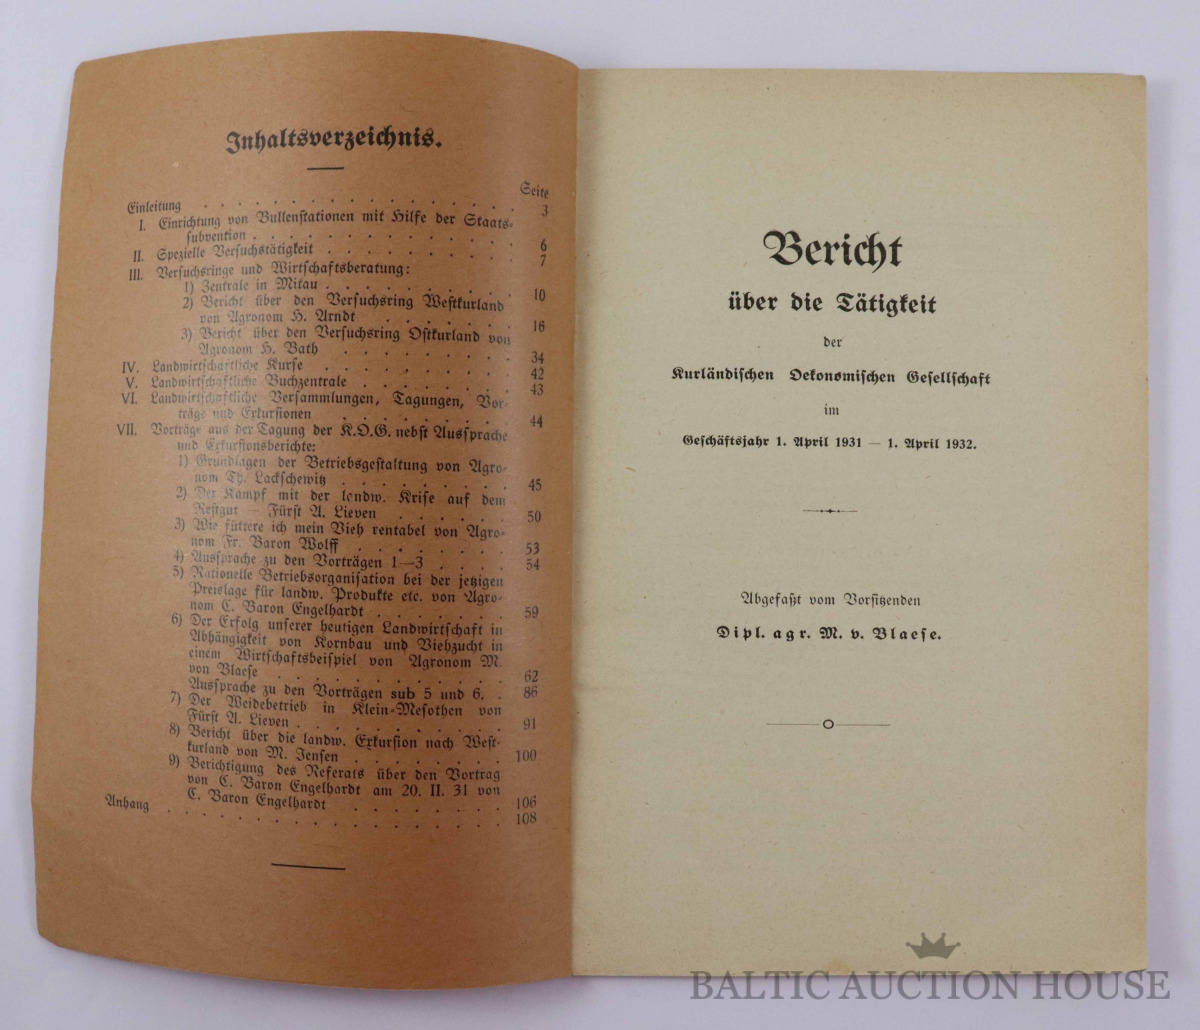 Inhaltsverzeichnis.
Seite
Einleitung . . . . . . . . . . . . . . . . 3
I. Einrichtung von Bullenstationen mit Hilfe der Staats-
subvention . . . . . . . . . . . . . . 6
II. Spezielle Versuchstätigkeit . . . . . . . . . 7
III. Versuchsringe und Wirtschaftsberatung:
1) Zentrale in Mitau . . . . . . . . . . 10
2) Bericht über den Versuchsring Westkurland
von Agronom H. Arndt . . . . . . . 16
3) Bericht über den Versuchsring Ostkurland von
Agronom H. Bath . . . . . . . . . 34
IV. Landwirtschaftliche Kurse . . . . . . . . . 42
V. Landwirtschaftliche Buchzentrale . . . . . . . 43
VI. Landwirtschaftliche Versammlungen, Tagungen, Vor-
träge und Exkursionen . . . . . . . . . 44
VII. Vorträge aus der Tagung der K.O.G. nebst Aussprache
und Exkursionsberichte:
1) Grundlagen der Betriebsgestaltung von Agro-
nom Th. Lackschewitz . . . . . . . . 45
2) Der Kampf mit der landw. Krise auf dem
Restgut — Fürst A. Lieven . . . . . . 50
3) Wie füttere ich mein Vieh rentabel von Agro-
nom Fr. Baron Wolff . . . . . . . . 53
4) Aussprache zu den Vorträgen 1—3 . . . . 54
5) Rationelle Betriebsorganisation bei der jetzigen
Preislage für landw. Produkte etc. von Agro-
nom C. Baron Engelhardt . . . . . . . 59
6) Der Erfolg unserer heutigen Landwirtschaft in
Abhängigkeit von Kornbau und Viehzucht in
einem Wirtschaftsbeispiel von Agronom M.
von Blaese . . . . . . . . . . . . 62
Aussprache zu den Vorträgen sub 5 und 6. . 86
7) Der Weidebetrieb in Klein-Mesothen von
Fürst A. Lieven . . . . . . . . . . 91
8) Bericht über die landw. Exkursion nach West-
kurland von M. Jensen . . . . . . . . 100
9) Berichtigung des Referats über den Vortrag
von C. Baron Engelhardt am 20. II. 31 von
C. Baron Engelhardt . . . . . . . . 106
Anhang . . . . . . . . . . . . . . . . . 108
Bericht
über die Tätigkeit
der
Kurländischen Oekonomischen Gesellschaft
im
Geschäftsjahr 1. April 1931 — 1. April 1932.
Abgefaßt vom Vorsitzenden
Dipl. agr. M. v. Blaese.
BALTIC AUCTION HOUSE